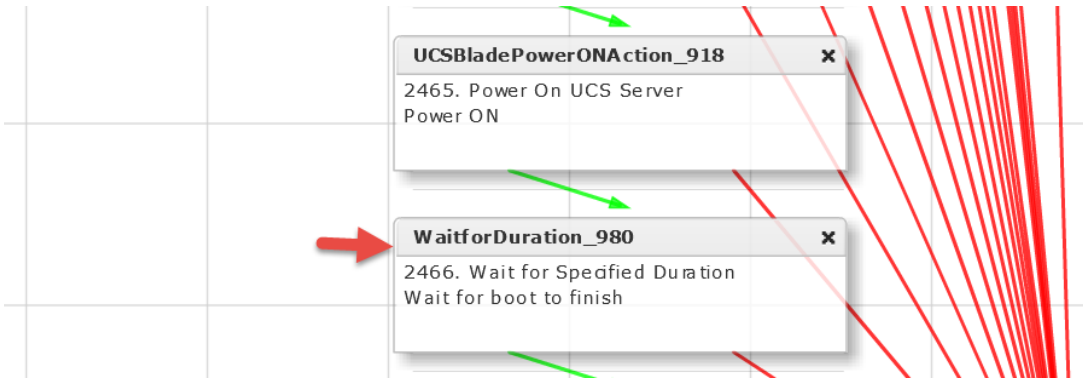 UCSBladePowerONAction_918
2465. Power On UCS Server
Power ON
WaitforDuration_980
2466. Wait for Specified Duration
Wait for boot to finish